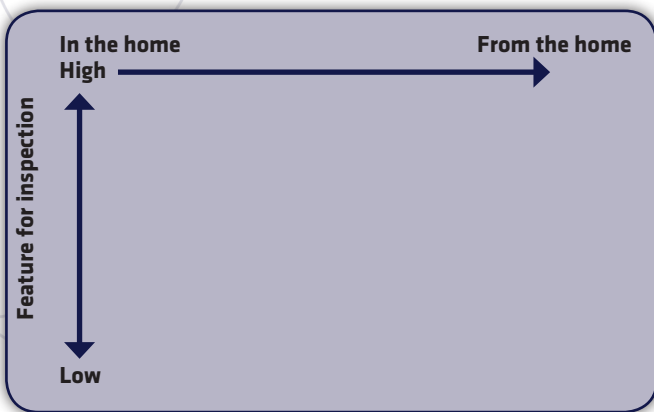 In the home From the home
High
Feature for inspection
Low